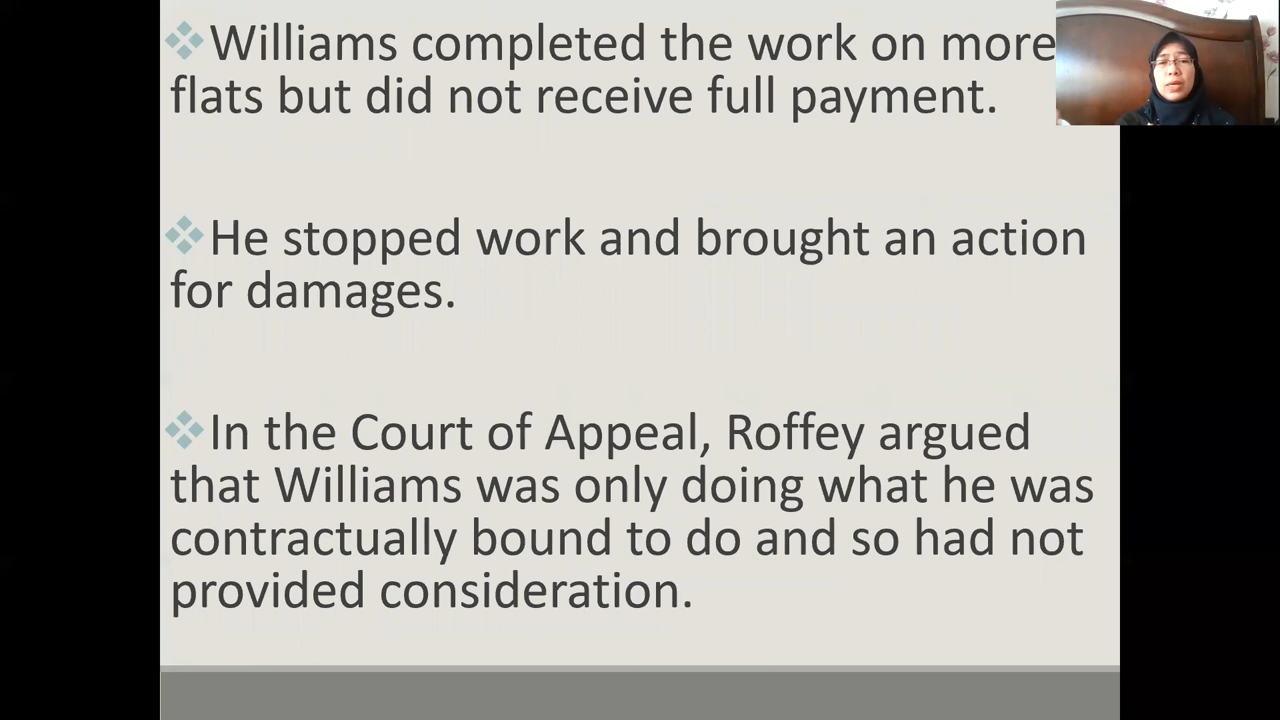 ❖Williams completed the work on more
flats but did not receive full payment.
❖He stopped work and brought an action
for damages.
❖In the Court of Appeal, Roffey argued
that Williams was only doing what he was
contractually bound to do and so had not
provided consideration.